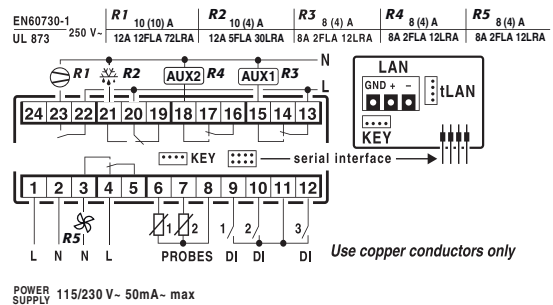 EN60730-1 250 V~ R1 10 (10) A R2 10 (4) A R3 8 (4) A R4 8 (4) A R5 8 (4) A
UL 873 12A 12FLA 72LRA 12A 5FLA 30LRA 8A 2FLA 12LRA 8A 2FLA 12LRA 8A 2FLA 12LRA
N
R1 R2 AUX2 R4 AUX1 R3
L
24 23 22 21 20 19 18 17 16 15 14 13
LAN
GND + -
tLAN
KEY
KEY serial interface
1 2 3 4 5 6 7 8 9 10 11 12
R5
1 2 1 2 3
L N N L PROBES DI DI DI
Use copper conductors only
POWER SUPPLY 115/230 V~ 50mA~ max